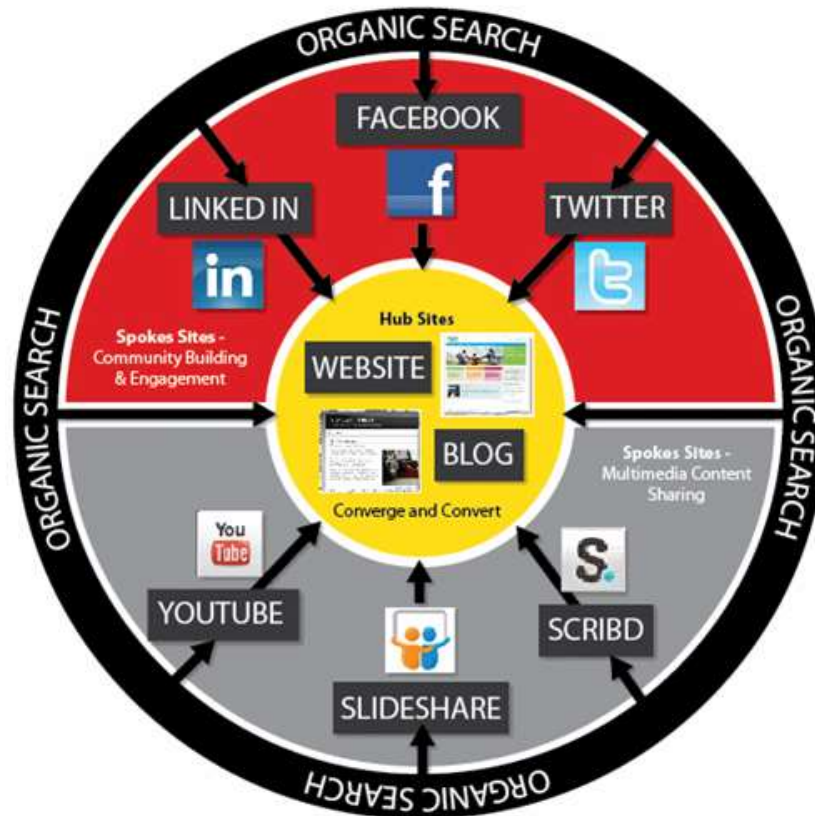 ORGANIC SEARCH
FACEBOOK
f
LINKED IN
in
TWITTER
t
ORGANIC SEARCH
ORGANIC SEARCH
Spokes Sites -
Community Building
& Engagement
Hub Sites
WEBSITE
BLOG
Converge and Convert
Spokes Sites -
Multimedia Content
Sharing
You
Tube
YOUTUBE
S.
SCRIBD
SLIDESHARE
ORGANIC SEARCH